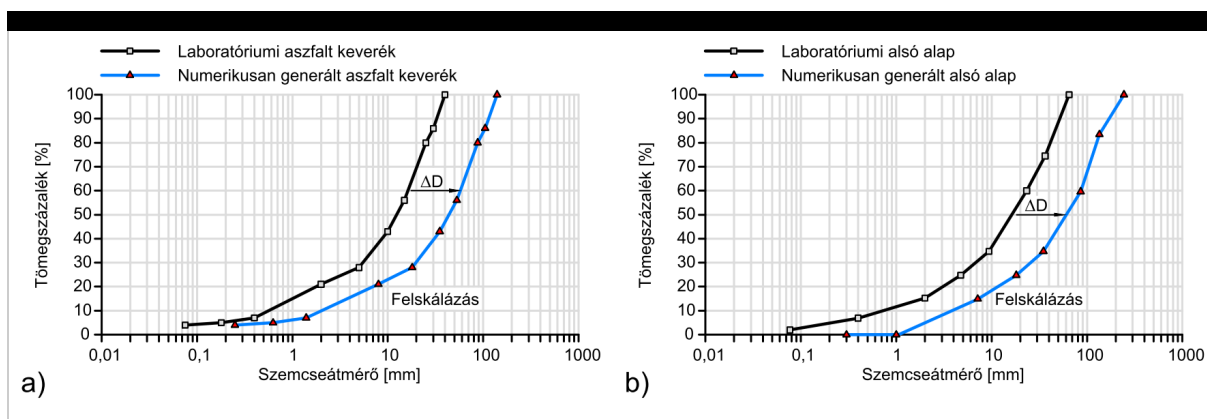 Laboratóriumi aszfalt keverék
Numerikusan generált aszfalt keverék
100
90
80
70
60
50
40
30
20
10
0
Tömegszázalék [%]
ΔD
Felskálázás
0,01 0,1 1 10 100 1000
Szemcseátmérő [mm]
a)
Laboratóriumi alsó alap
Numerikusan generált alsó alap
100
90
80
70
60
50
40
30
20
10
0
Tömegszázalék [%]
ΔD
Felskálázás
0,01 0,1 1 10 100 1000
Szemcseátmérő [mm]
b)